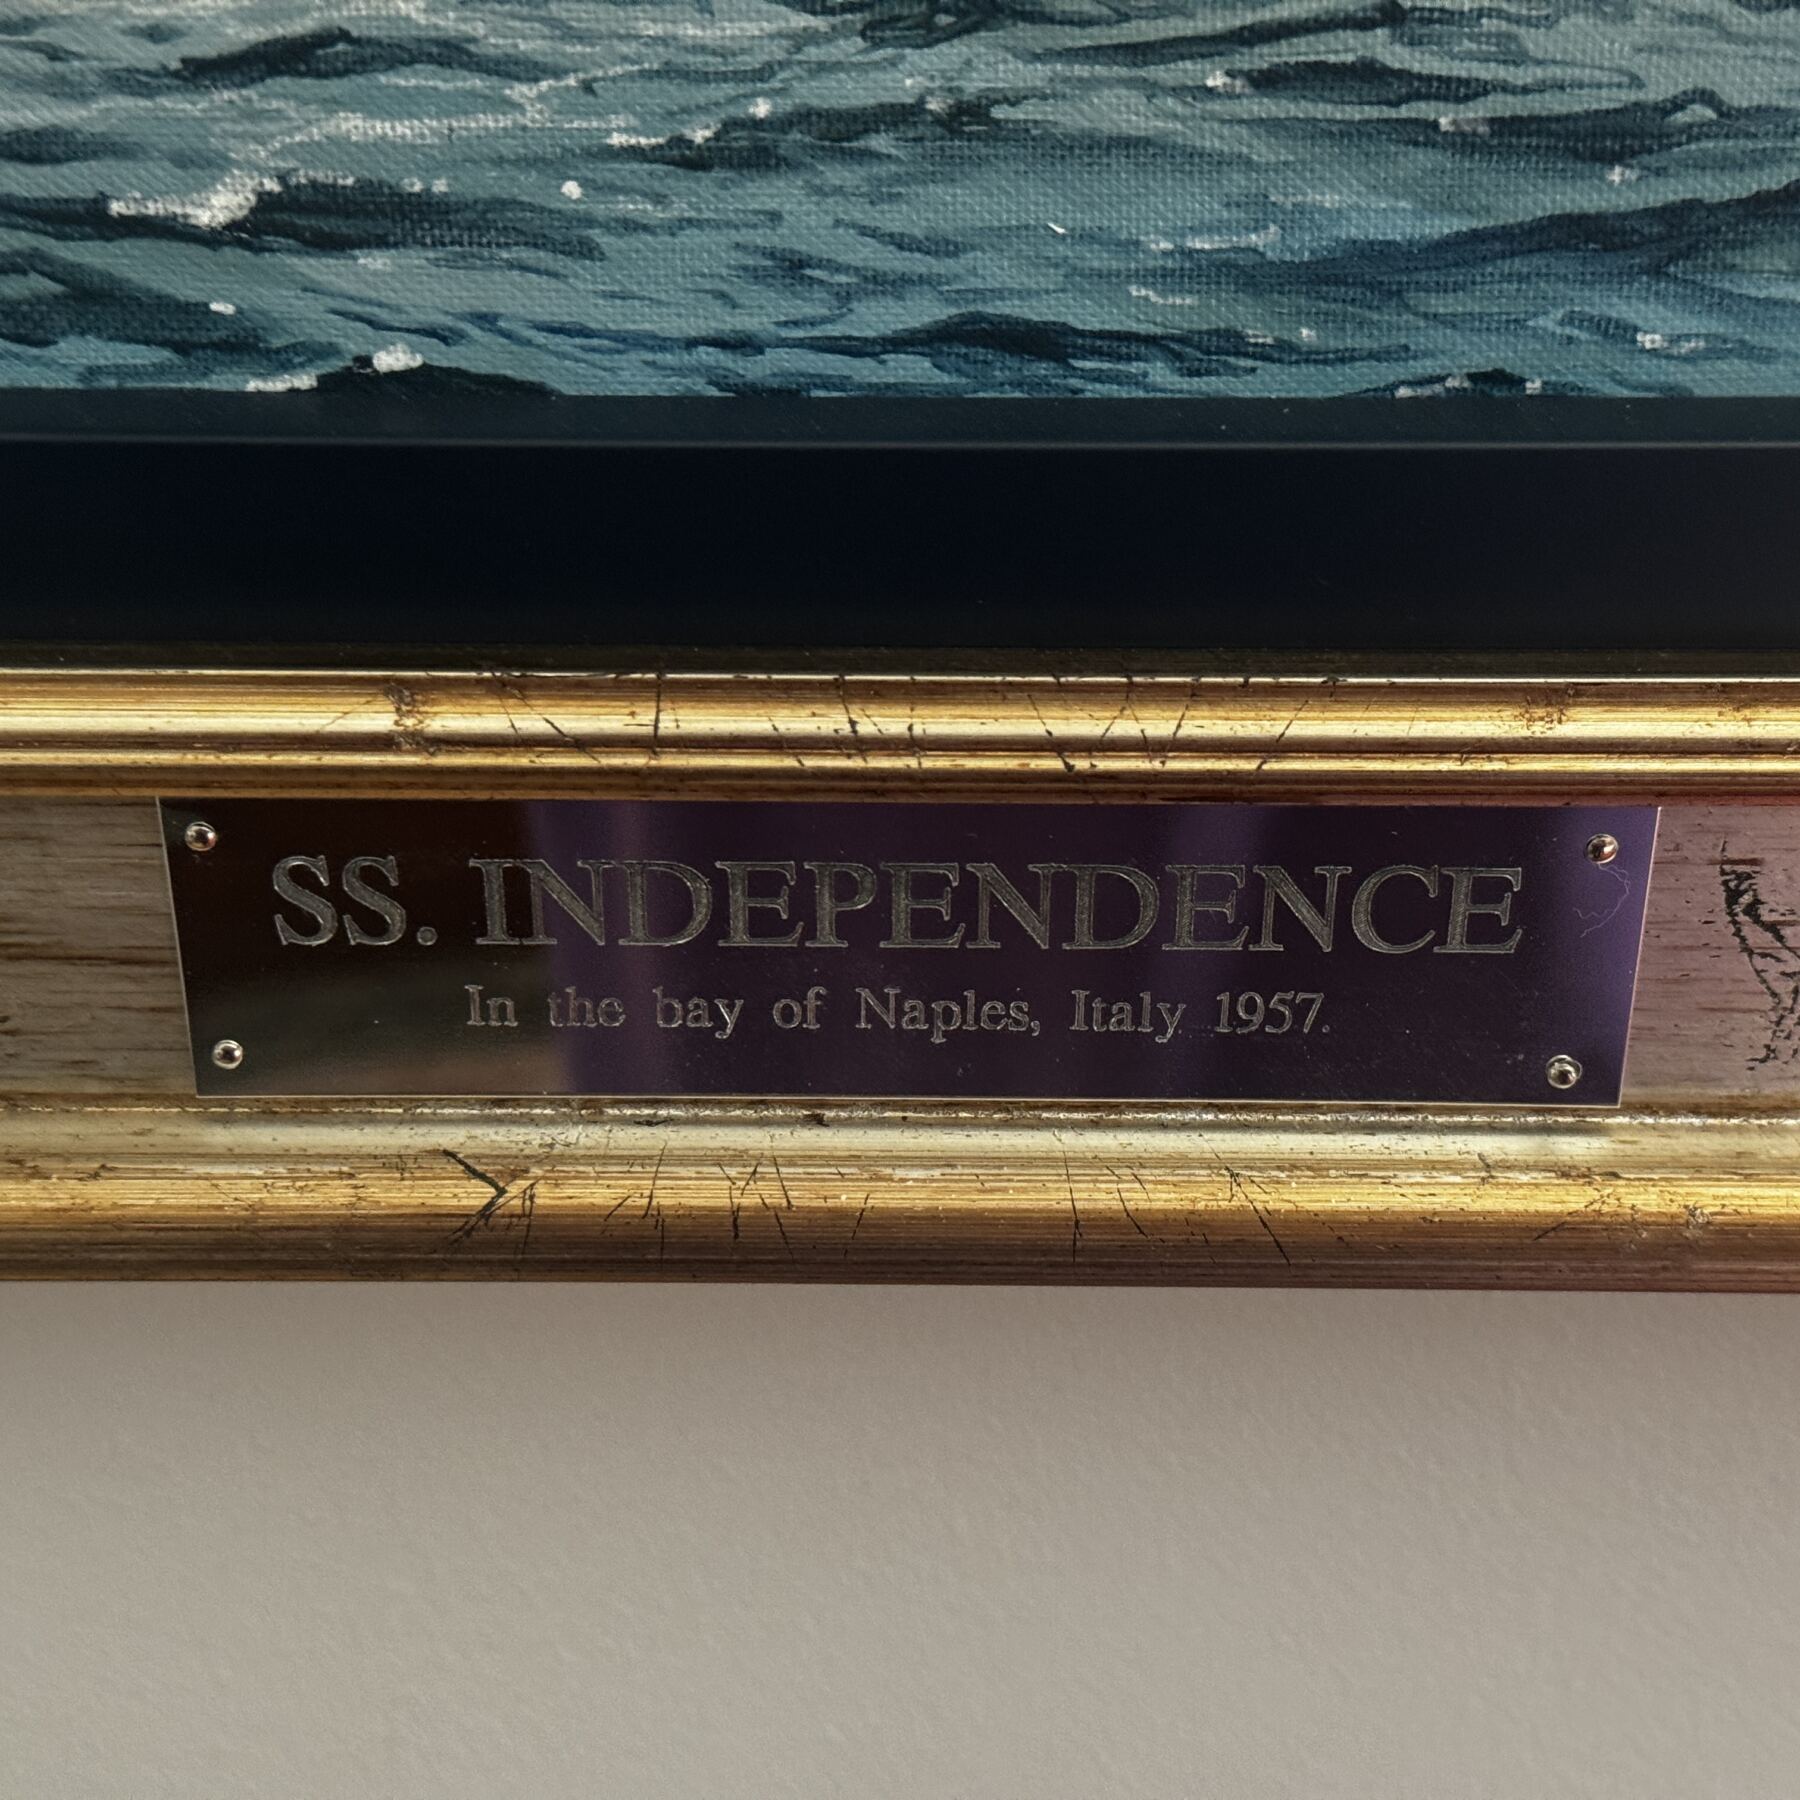 SS. INDEPENDENCE
In the bay of Naples, Italy 1957.